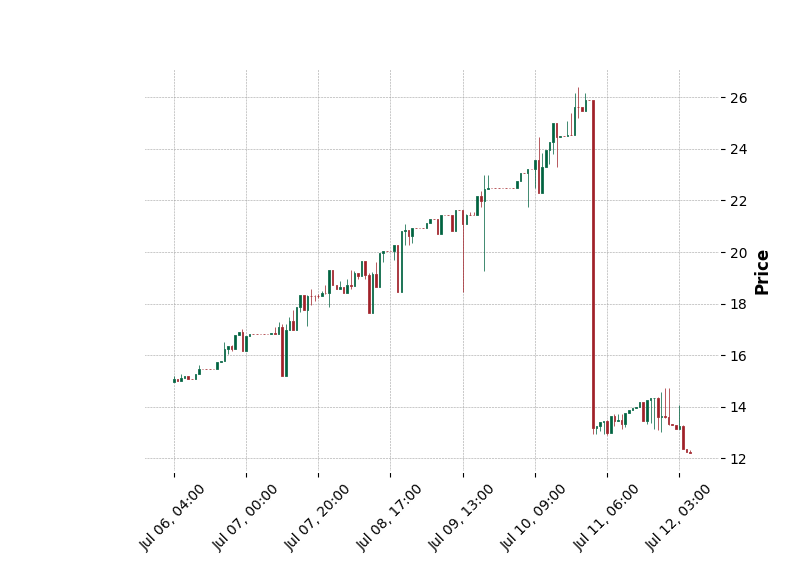 26
24
22
20
18
16
14
12
Price
Jul 06, 04:00
Jul 07, 00:00
Jul 07, 20:00
Jul 08, 17:00
Jul 09, 13:00
Jul 10, 09:00
Jul 11, 06:00
Jul 12, 03:00